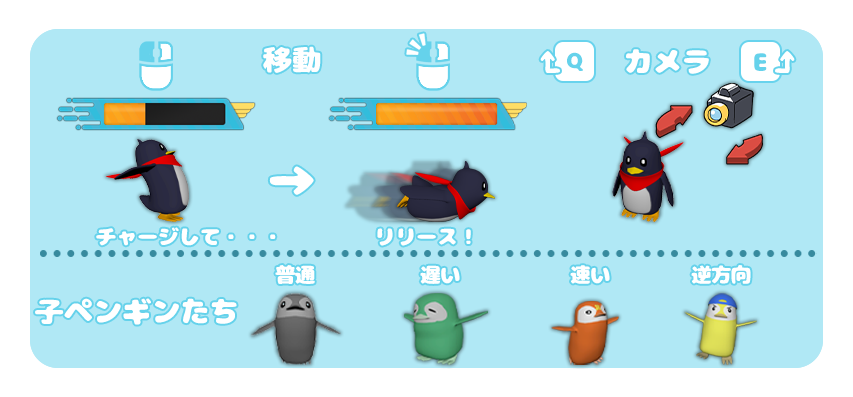 移動
Q
カメラ
E
チャージして・・・
リリース！
子ペンギンたち
普通
遅い
速い
逆方向